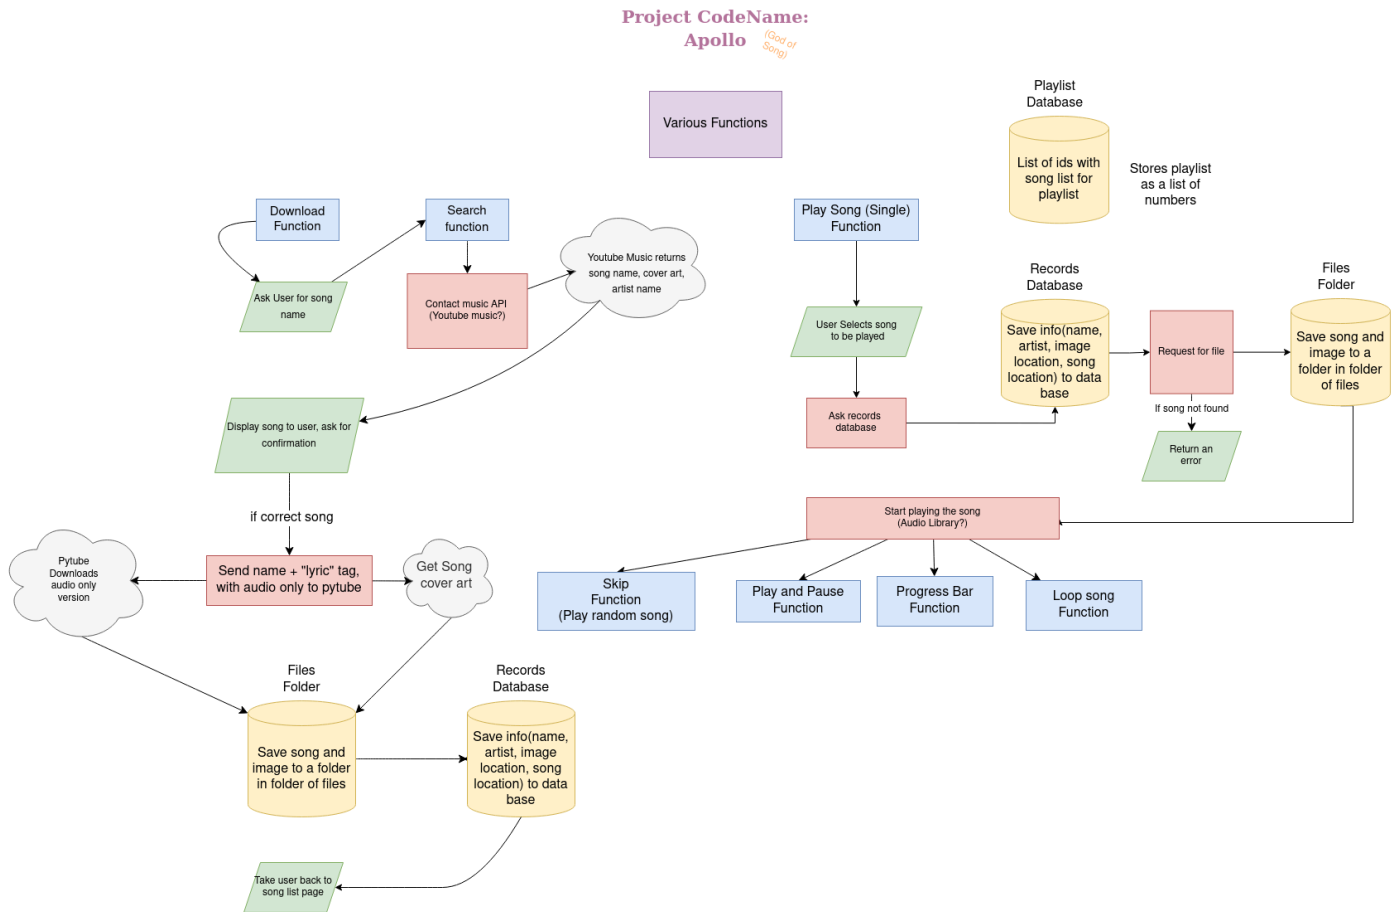 Project CodeName:
Apollo
(God of
Song)
Various Functions
Playlist
Database
List of ids with
song list for
playlist
Stores playlist
as a list of
numbers
Download
Function
Ask User for song
name
Search
function
Contact music API
(Youtube music?)
Youtube Music returns
song name, cover art,
artist name
Display song to user, ask for
confirmation
if correct song
Send name + "lyric" tag,
with audio only to pytube
Pytube
Downloads
audio only
version
Get Song
cover art
Files
Folder
Save song and
image to a folder
in folder of files
Records
Database
Save info(name,
artist, image
location, song
location) to data
base
Take user back to
song list page
Play Song (Single)
Function
User Selects song
to be played
Ask records
database
Records
Database
Save info(name,
artist, image
location, song
location) to data
base
Request for file
If song not found
Return an
error
Files
Folder
Save song and
image to a
folder in folder
of files
Start playing the song
(Audio Library?)
Skip
Function
(Play random song)
Play and Pause
Function
Progress Bar
Function
Loop song
Function